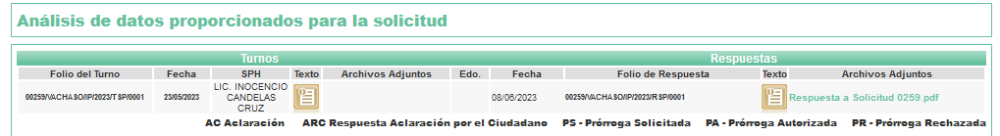 Análisis de datos proporcionados para la solicitud
Turnos Respuestas
Folio del Turno Fecha SPH Texto Archivos Adjuntos Edo. Fecha Folio de Respuesta Texto Archivos Adjuntos
00259/VACHASO/IP/2023/TSP/0001 23/05/2023 LIC. INOCENCIO CANDELAS CRUZ 08/06/2023 00259/VACHASO/IP/2023/RSP/0001 Respuesta a Solicitud 0259.pdf
AC Aclaración ARC Respuesta Aclaración por el Ciudadano PS - Prórroga Solicitada PA - Prórroga Autorizada PR - Prórroga Rechazada